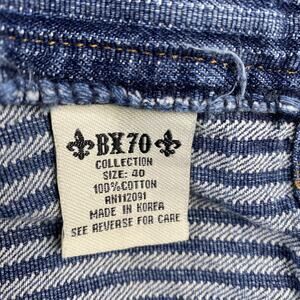 BX70
COLLECTION
SIZE: 40
100%COTTON
RN112091
MADE IN KOREA
SEE REVERSE FOR CARE